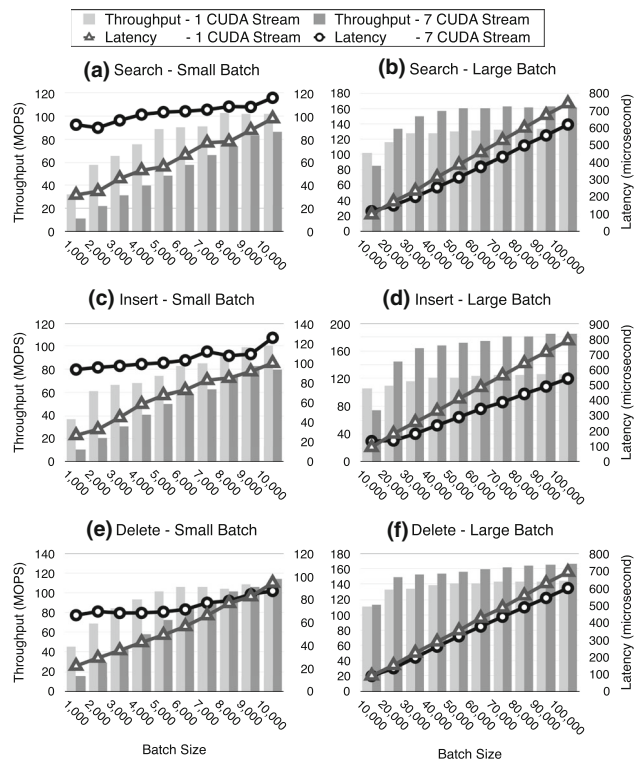 Throughput - 1 CUDA Stream Throughput - 7 CUDA Stream
Latency - 1 CUDA Stream Latency - 7 CUDA Stream
(a) Search - Small Batch
Throughput (MOPS)
120 100 80 60 40 20 0
120 100 80 60 40 20 0
1,000 2,000 3,000 4,000 5,000 6,000 7,000 8,000 9,000 10,000
(b) Search - Large Batch
180 160 140 120 100 80 60 40 20 0
800 700 600 500 400 300 200 100 0
Latency (microsecond)
10,000 20,000 30,000 40,000 50,000 60,000 70,000 80,000 90,000 100,000
(c) Insert - Small Batch
Throughput (MOPS)
120 100 80 60 40 20 0
140 120 100 80 60 40 20 0
1,000 2,000 3,000 4,000 5,000 6,000 7,000 8,000 9,000 10,000
(d) Insert - Large Batch
200 160 120 80 40 0
900 800 700 600 500 400 300 200 100 0
Latency (microsecond)
10,000 20,000 30,000 40,000 50,000 60,000 70,000 80,000 90,000 100,000
(e) Delete - Small Batch
Throughput (MOPS)
140 120 100 80 60 40 20 0
120 100 80 60 40 20 0
1,000 2,000 3,000 4,000 5,000 6,000 7,000 8,000 9,000 10,000
Batch Size
(f) Delete - Large Batch
180 160 140 120 100 80 60 40 20 0
800 700 600 500 400 300 200 100 0
Latency (microsecond)
10,000 20,000 30,000 40,000 50,000 60,000 70,000 80,000 90,000 100,000
Batch Size